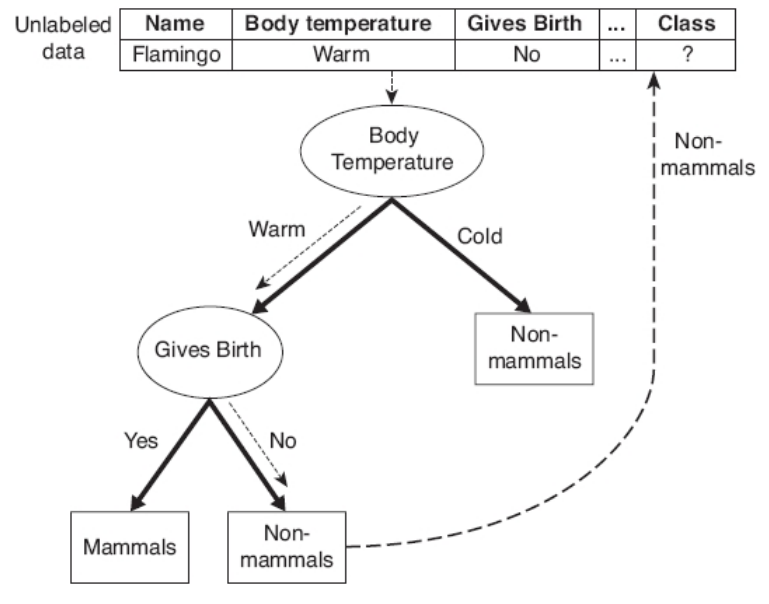 Unlabeled
data
Name Body temperature Gives Birth ... Class
Flamingo Warm No ... ?
Body
Temperature
Non-
mammals
Warm
Cold
Gives Birth
Non-
mammals
Yes
No
Mammals
Non-
mammals